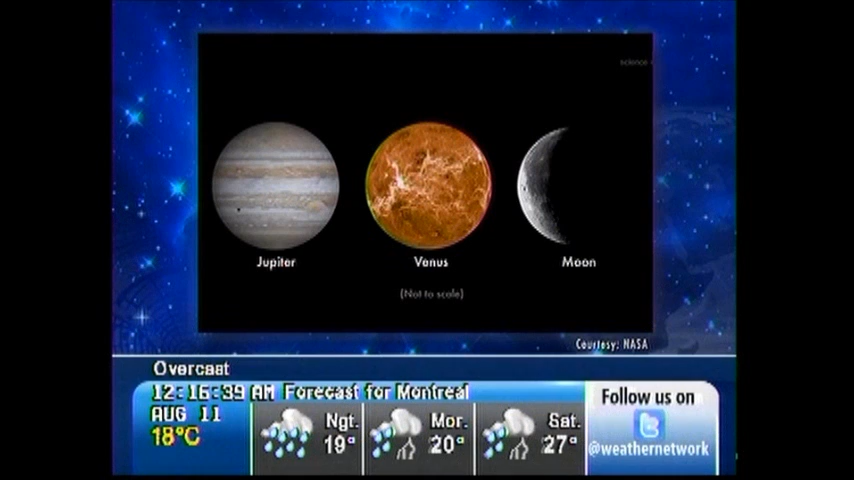 science
Jupiter
Venus
Moon
(Not to scale)
Courtesy: NASA
Overcast
12:16:39 AM Forecast for Montreal
AUG 11
18°C
Ngt.
19°
Mor.
20°
Sat.
27°
Follow us on
@weathernetwork